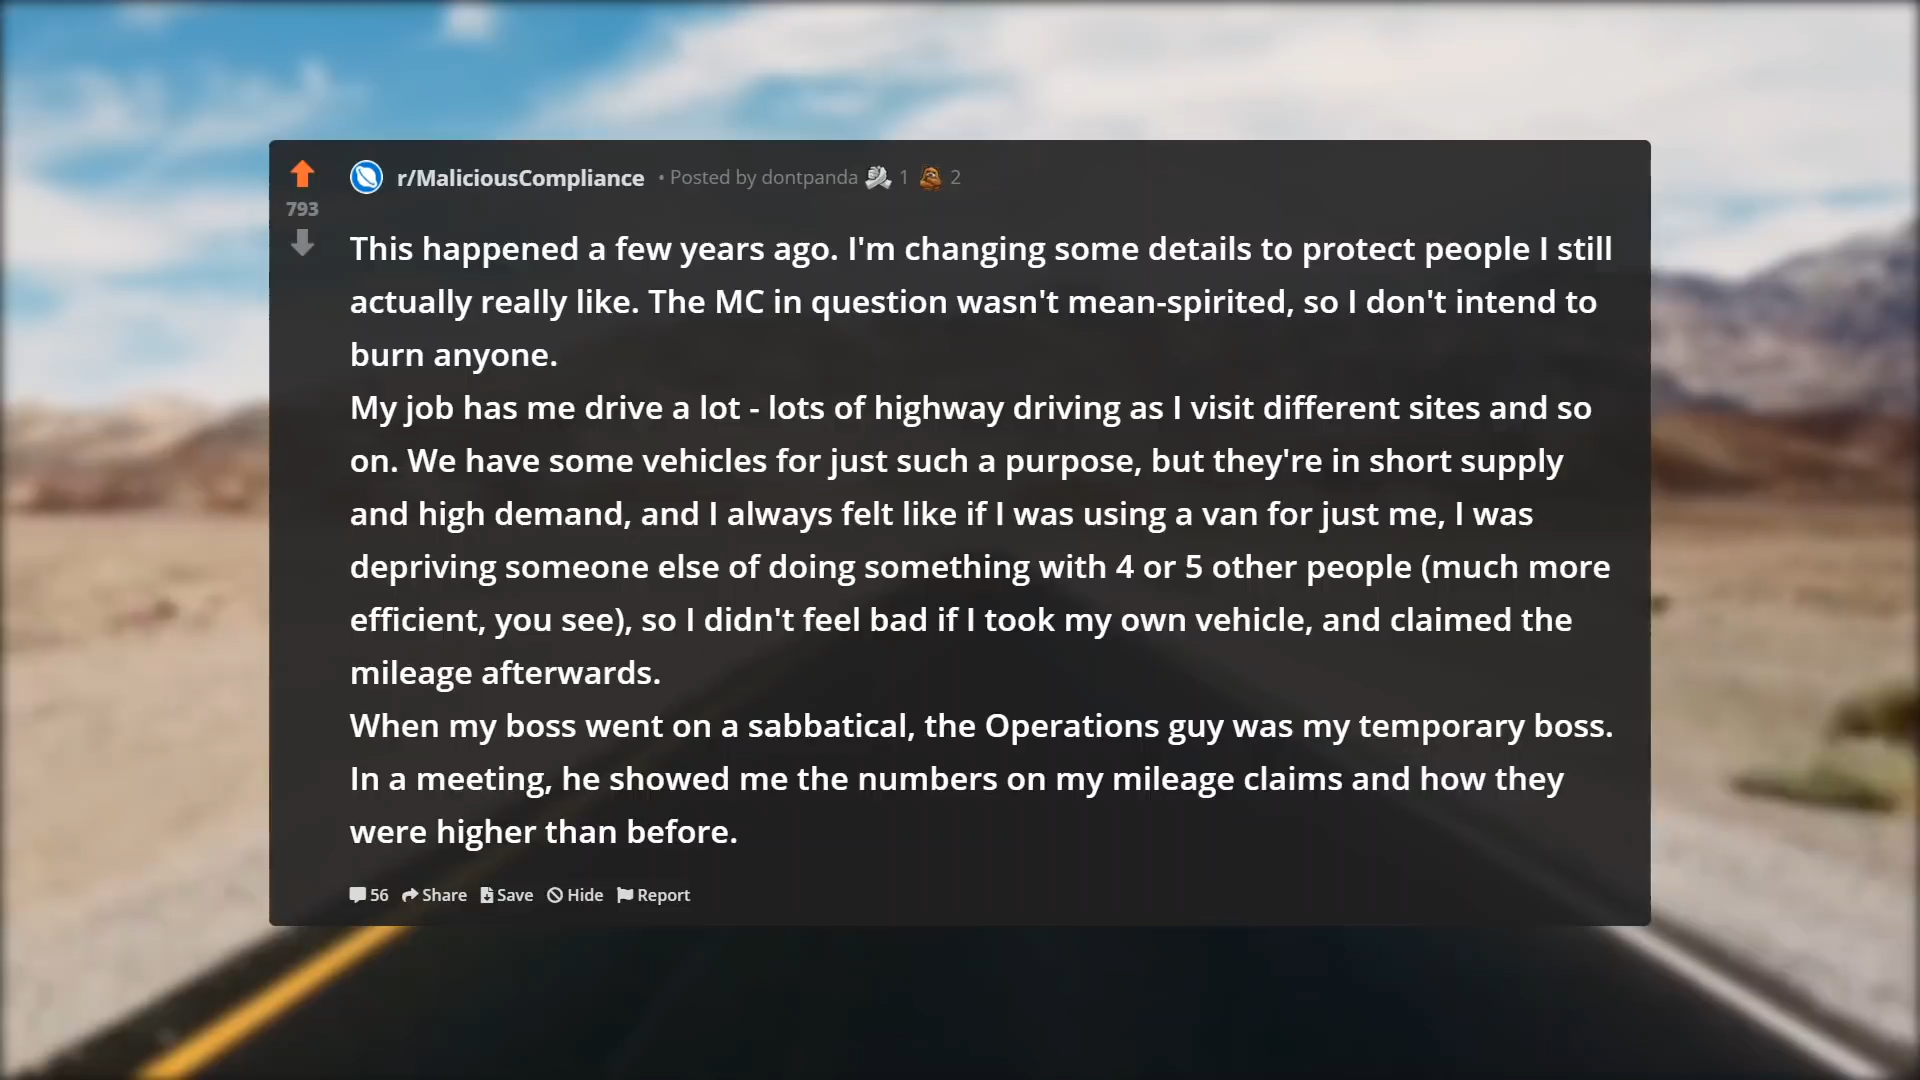 r/MaliciousCompliance • Posted by dontpanda 1 2
793
This happened a few years ago. I'm changing some details to protect people I still
actually really like. The MC in question wasn't mean-spirited, so I don't intend to
burn anyone.
My job has me drive a lot - lots of highway driving as I visit different sites and so
on. We have some vehicles for just such a purpose, but they're in short supply
and high demand, and I always felt like if I was using a van for just me, I was
depriving someone else of doing something with 4 or 5 other people (much more
efficient, you see), so I didn't feel bad if I took my own vehicle, and claimed the
mileage afterwards.
When my boss went on a sabbatical, the Operations guy was my temporary boss.
In a meeting, he showed me the numbers on my mileage claims and how they
were higher than before.
56 Share Save Hide Report